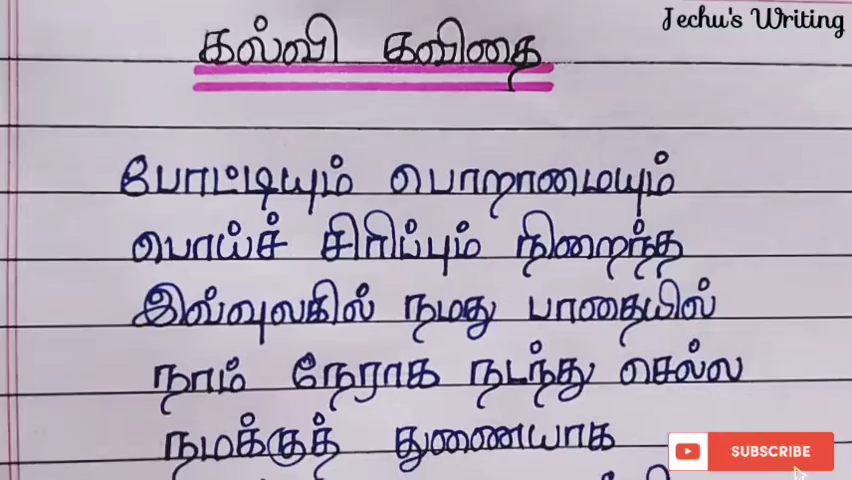 Jechu's Writing
கல்வி கவிதை
போட்டியும் பொறாமையும்
பொய்ச் சிரிப்பும் நிறைந்த
இவ்வுலகில் நமது பாதையில்
நாம் நேராக நடந்து செல்ல
நமக்குத் துணையாக
SUBSCRIBE